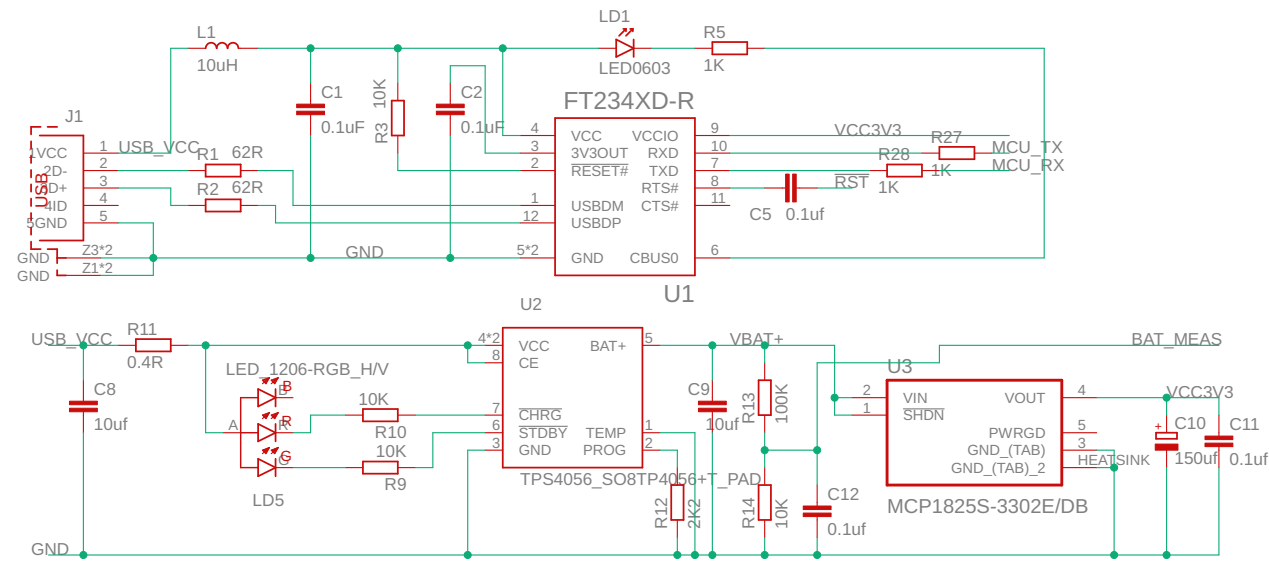 LD1
L1
R5
10uH
LED0603
1K
C1
10K
C2
FT234XD-R
0.1uF
R3
0.1uF
J1
4
VCC
VCCIO
9
VCC3V3
R27
USB
1VCC
1
USB_VCC
3
3V3OUT
RXD
10
MCU_TX
2D-
2
R1
62R
2
RESET#
TXD
7
R28
1K
MCU_RX
3D+
3
R2
62R
RTS#
8
RST
1K
4ID
4
1
USBDM
CTS#
11
C5
0.1uf
5GND
5
12
USBDP
GND
Z3*2
GND
5*2
GND
CBUS0
6
GND
Z1*2
U1
U2
USB_VCC
R11
4*2
VCC
BAT+
5
VBAT+
BAT_MEAS
0.4R
8
CE
U3
LED_1206-RGB_H/V
C8
B
B
10K
C9
R13
100K
2
VIN
VOUT
4
VCC3V3
10uf
A
R
R
R10
7
CHRG
10uf
1
SHDN
+
C10
C11
6
STDBY
TEMP
1
PWRGD
5
10K
3
GND
PROG
2
GND_(TAB)
3
150uf
0.1uf
G
G
R9
GND_(TAB)_2
HEATSINK
LD5
TPS4056_SO8TP4056+T_PAD
R12
2K2
R14
10K
C12
MCP1825S-3302E/DB
0.1uf
GND